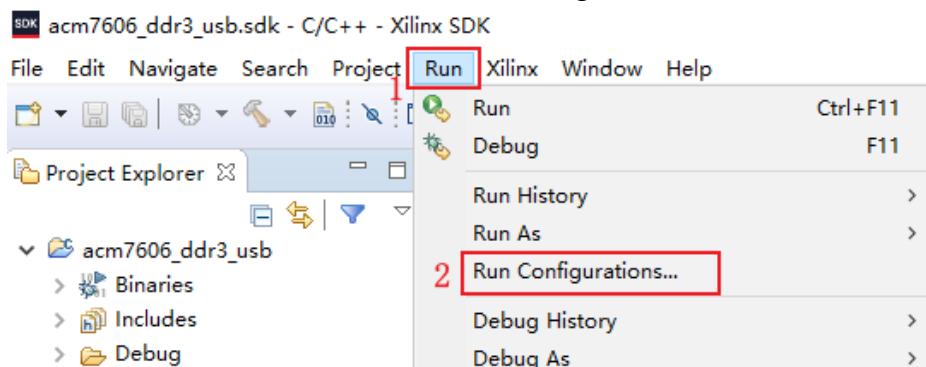 SDK acm7606_ddr3_usb.sdk - C/C++ - Xilinx SDK
File Edit Navigate Search Project Run Xilinx Window Help
1
010
Run Ctrl+F11
Debug F11
Project Explorer
Run History
Run As
acm7606_ddr3_usb
2 Run Configurations...
Binaries
Includes
Debug History
Debug
Debug As